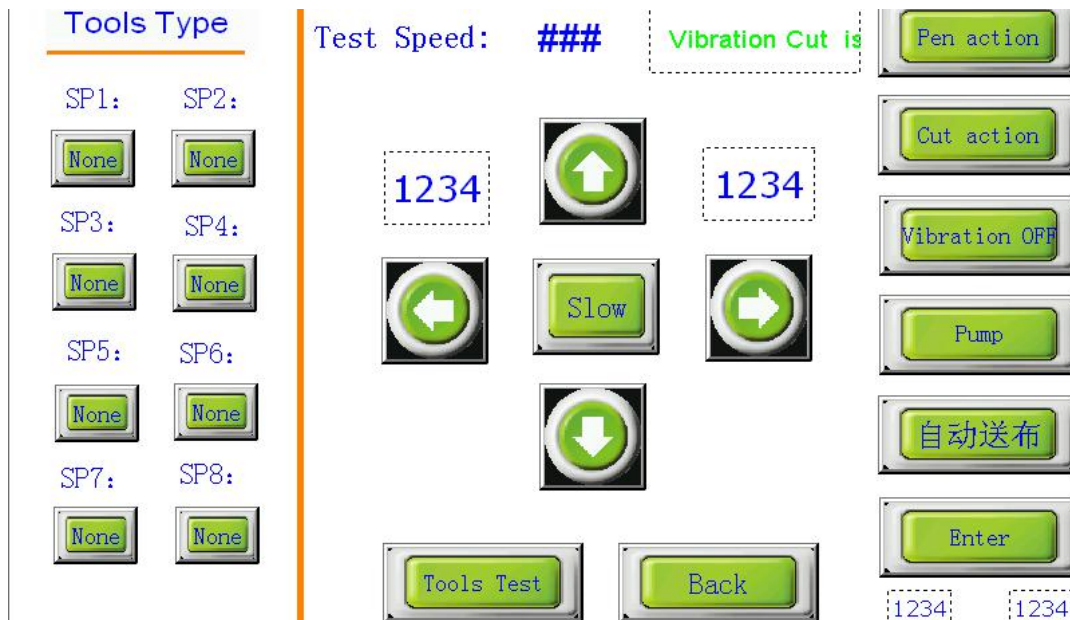 Tools Type
SP1:
SP2:
None
None
SP3:
SP4:
None
None
SP5:
SP6:
None
None
SP7:
SP8:
None
None
Test Speed: ###
Vibration Cut is
1234
1234
Slow
Tools Test
Back
Pen action
Cut action
Vibration OFF
Pump
自动送布
Enter
1234
1234